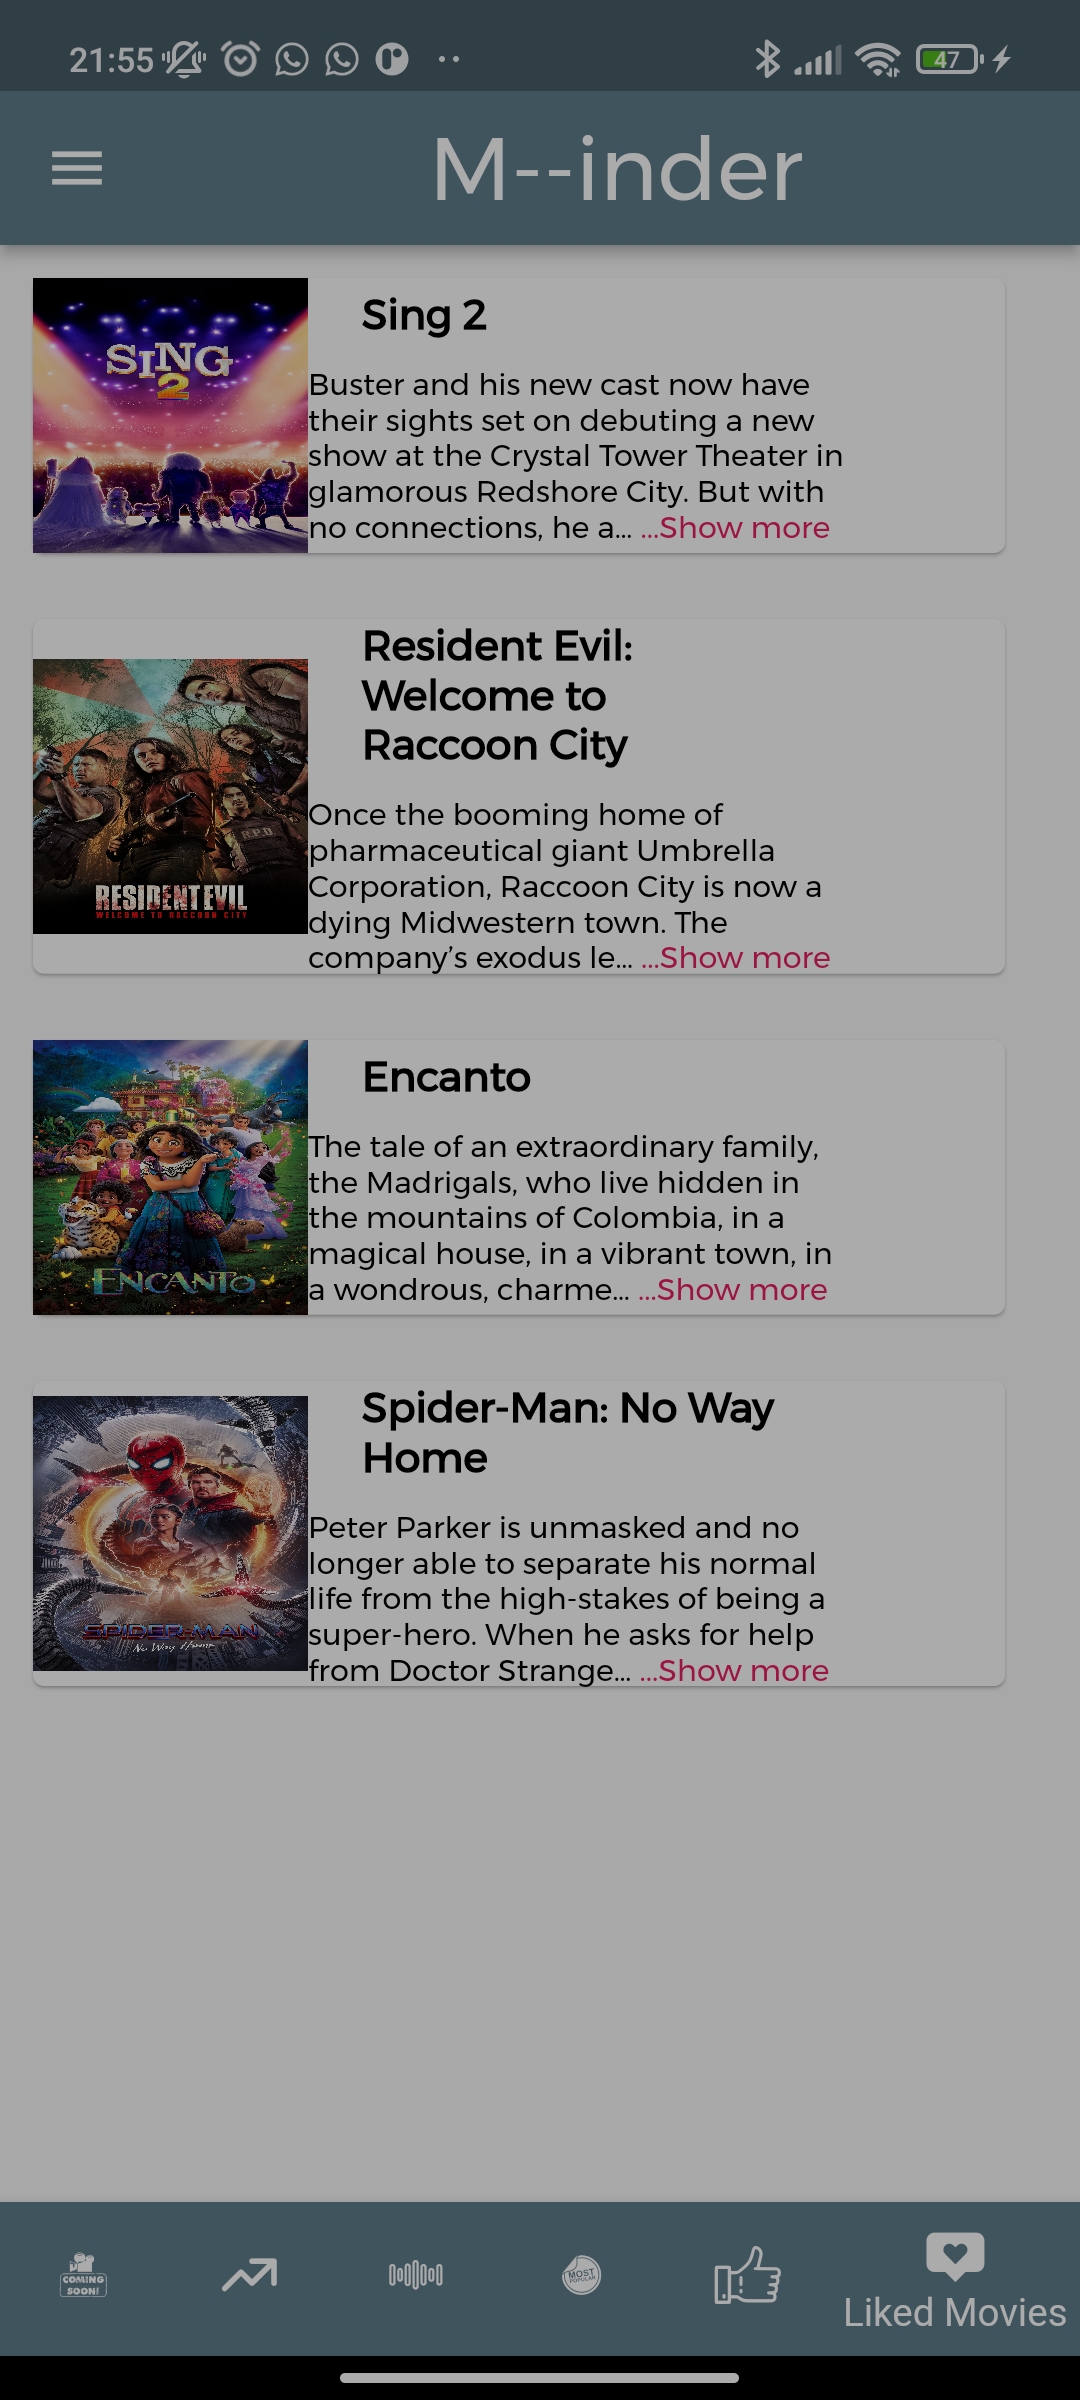 21:55
47
M--inder
SING
2
Sing 2
Buster and his new cast now have
their sights set on debuting a new
show at the Crystal Tower Theater in
glamorous Redshore City. But with
no connections, he a... ...Show more
R.P.D
RESIDENT EVIL
WELCOME TO RACCOON CITY
Resident Evil:
Welcome to
Raccoon City
Once the booming home of
pharmaceutical giant Umbrella
Corporation, Raccoon City is now a
dying Midwestern town. The
company’s exodus le... ...Show more
ENCANTO
Encanto
The tale of an extraordinary family,
the Madrigals, who live hidden in
the mountains of Colombia, in a
magical house, in a vibrant town, in
a wondrous, charme... ...Show more
SPIDER-MAN
No Way Home
Spider-Man: No Way
Home
Peter Parker is unmasked and no
longer able to separate his normal
life from the high-stakes of being a
super-hero. When he asks for help
from Doctor Strange... ...Show more
COMING
SOON!
MOST
POPULAR
Liked Movies